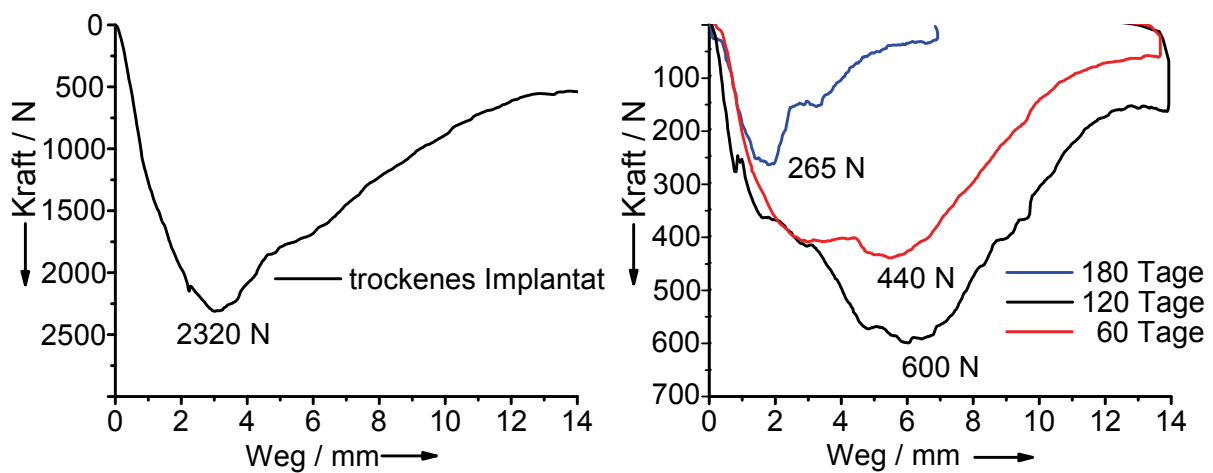 0
500
1000
1500
2000
2500
Kraft / N
trockenes Implantat
2320 N
0 2 4 6 8 10 12 14
Weg / mm
100
200
300
400
500
600
700
Kraft / N
265 N
440 N
600 N
180 Tage
120 Tage
60 Tage
0 2 4 6 8 10 12 14
Weg / mm